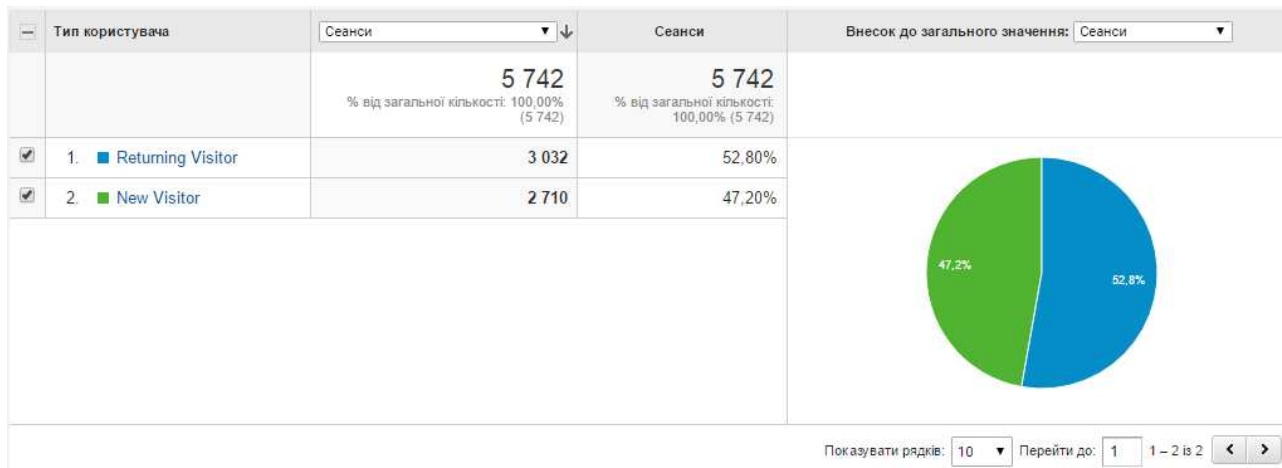 Тип користувача Сеанси Сеанси Внесок до загального значення: Сеанси
5 742 5 742
% від загальної кількості: 100,00% % від загальної кількості:
(5 742) 100,00% (5 742)
1. Returning Visitor 3 032 52,80%
2. New Visitor 2 710 47,20%
47,2%
52,8%
Показувати рядків: 10 Перейти до: 1 1 – 2 із 2